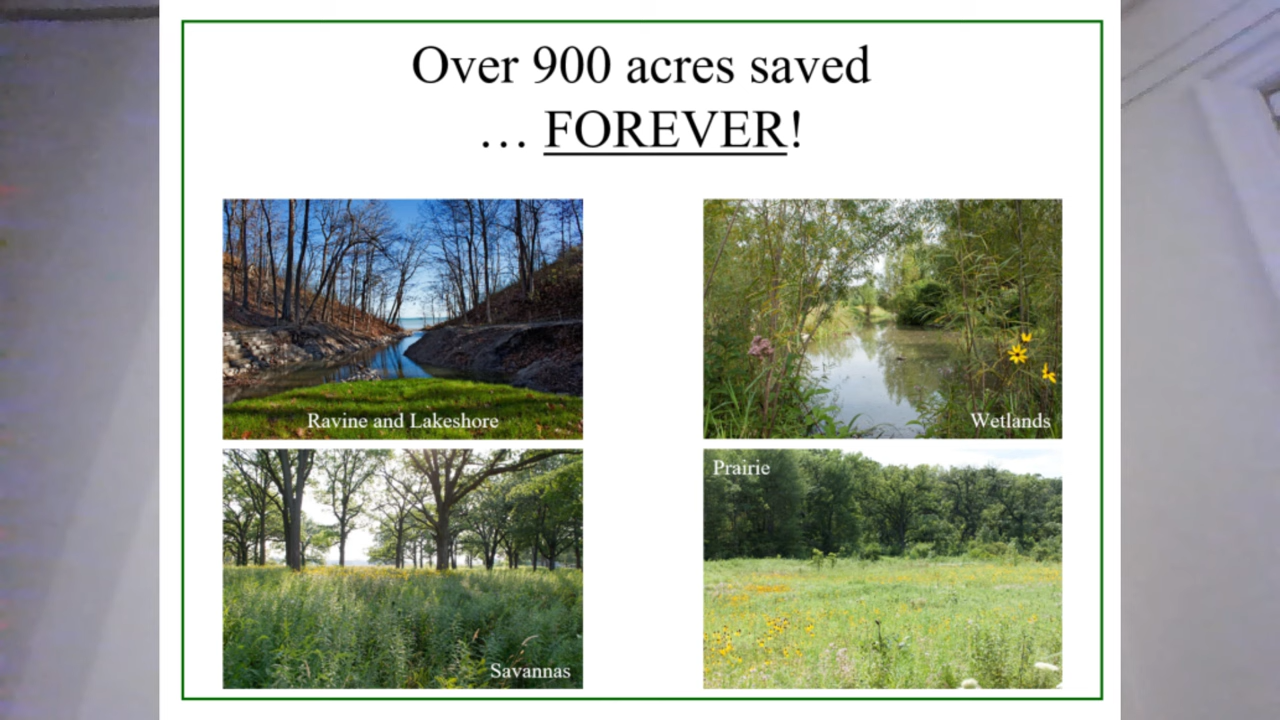 Over 900 acres saved
… FOREVER!
Ravine and Lakeshore
Wetlands
Prairie
Savannas